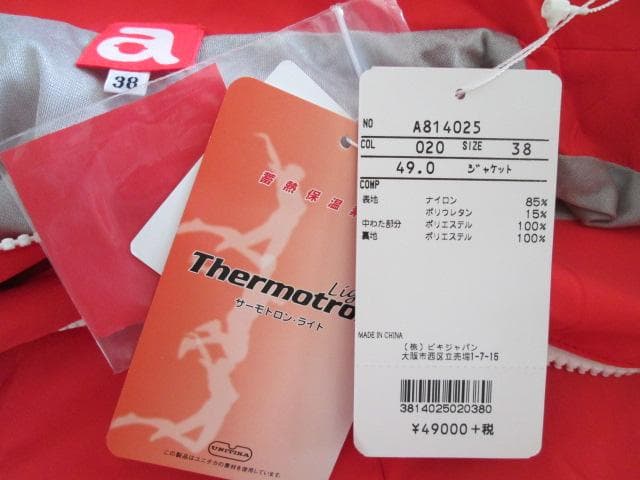 a
38
蓄熱保温
Thermotro
Lig
サーモトロン・ライト
UNITIKA
この製品はユニチカの素材を使用しています。
NO A814025
COL 020 SIZE 38
49.0 ジャケット
COMP
表地 ナイロン 85%
ポリウレタン 15%
中わた部分 ポリエステル 100%
裏地 ポリエステル 100%
MADE IN CHINA
(株)ビキジャパン
大阪市西区立売堀1-7-15
3814025020380
¥49000+税